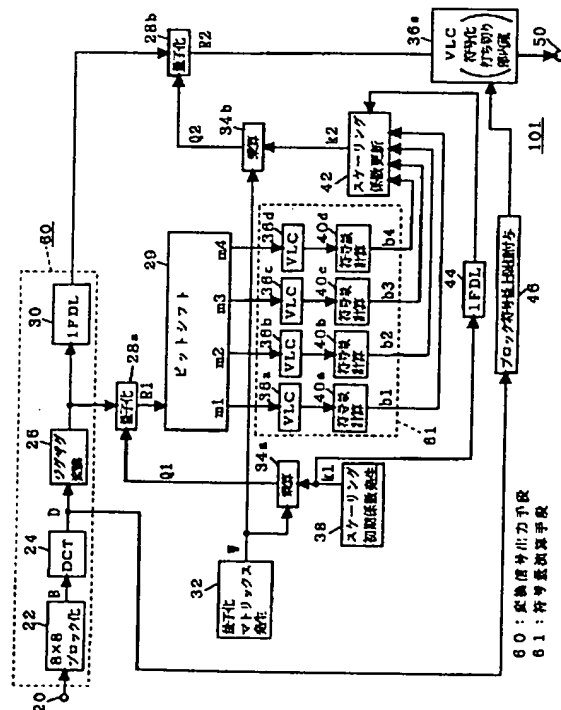 20
22
8×8
ブロック化
B
24
DCT
D
26
ジグザグ
変換
30
1FDL
60
28a
量子化
R1
Q1
29
ビットシフト
m1
m2
m3
m4
36a
VLC
36b
VLC
36c
VLC
36d
VLC
40a
符号量
計算
40b
符号量
計算
40c
符号量
計算
40d
符号量
計算
b1
b2
b3
b4
61
32
量子化
マトリックス
発生
W
34a
乗算
k1
38
スケーリング
初期係数発生
28b
量子化
R2
Q2
34b
乗算
k2
42
スケーリング
係数更新
44
1FDL
46
ブロック符号量上限割付与
36e
VLC
符号化
打ち切り
部内蔵
50
101
60:変換信号出力手段
61:符号量演算手段